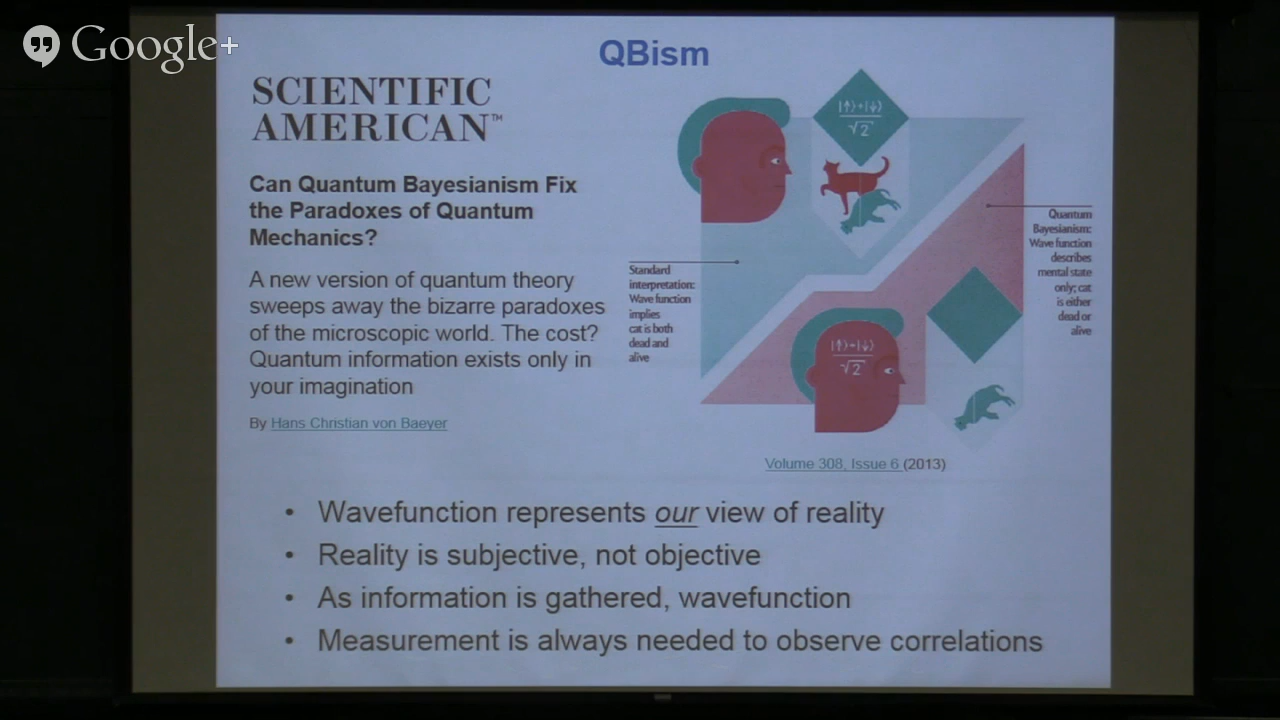 Google+
QBism
SCIENTIFIC
AMERICAN™
Can Quantum Bayesianism Fix
the Paradoxes of Quantum
Mechanics?
A new version of quantum theory
sweeps away the bizarre paradoxes
of the microscopic world. The cost?
Quantum information exists only in
your imagination
By Hans Christian von Baeyer
|↑⟩+|↓⟩
√2
Standard
interpretation:
Wave function
implies
cat is both
dead and
alive
Quantum
Bayesianism:
Wave function
describes
mental state
only; cat
is either
dead or
alive
|↑⟩+|↓⟩
√2
Volume 308, Issue 6 (2013)
• Wavefunction represents our view of reality
• Reality is subjective, not objective
• As information is gathered, wavefunction
• Measurement is always needed to observe correlations